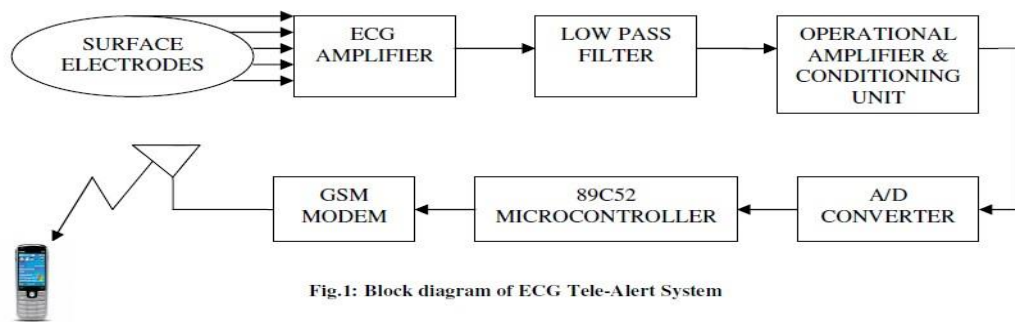 SURFACE
ELECTRODES
ECG
AMPLIFIER
LOW PASS
FILTER
OPERATIONAL
AMPLIFIER &
CONDITIONING
UNIT
GSM
MODEM
89C52
MICROCONTROLLER
A/D
CONVERTER
Fig.1: Block diagram of ECG Tele-Alert System